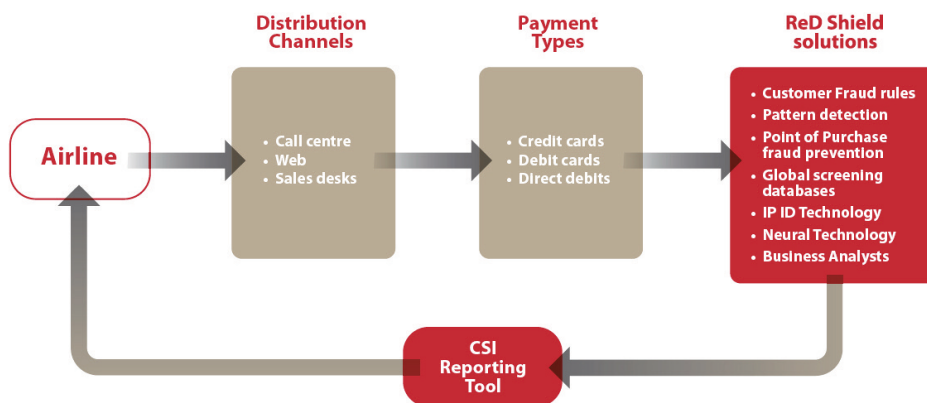 Distribution
Channels
Payment
Types
ReD Shield
solutions
Airline
• Call centre
• Web
• Sales desks
• Credit cards
• Debit cards
• Direct debits
• Customer Fraud rules
• Pattern detection
• Point of Purchase
fraud prevention
• Global screening
databases
• IP ID Technology
• Neural Technology
• Business Analysts
CSI
Reporting
Tool